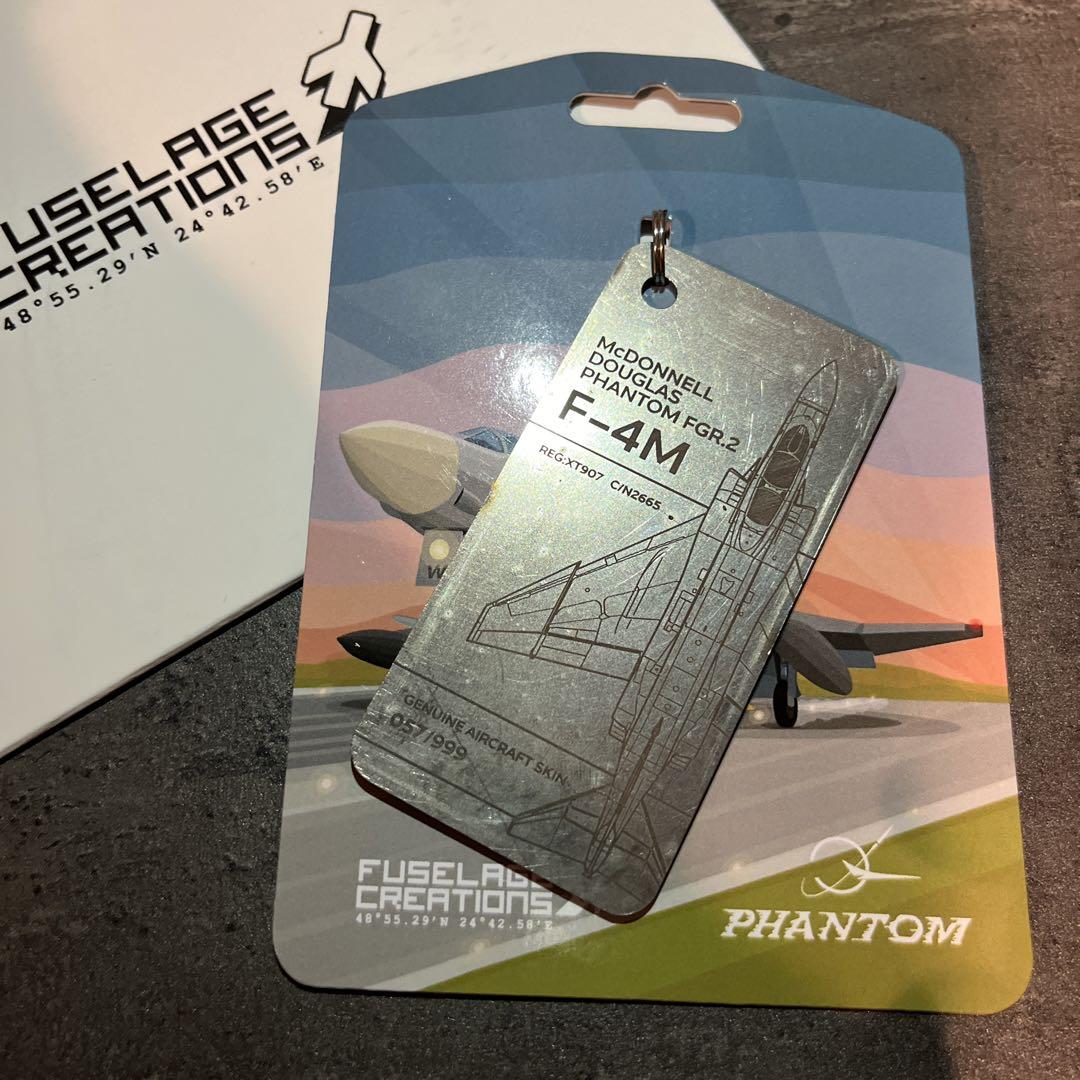 FUSELAGE
CREATIONS
48°55.29'N 24°42.58'E
McDONNELL
DOUGLAS
PHANTOM FGR.2
F-4M
REG:XT907 C/N2665
W
GENUINE AIRCRAFT SKIN
057/999
FUSELAGE
CREATIONS
48°55.29'N 24°42.58'E
PHANTOM